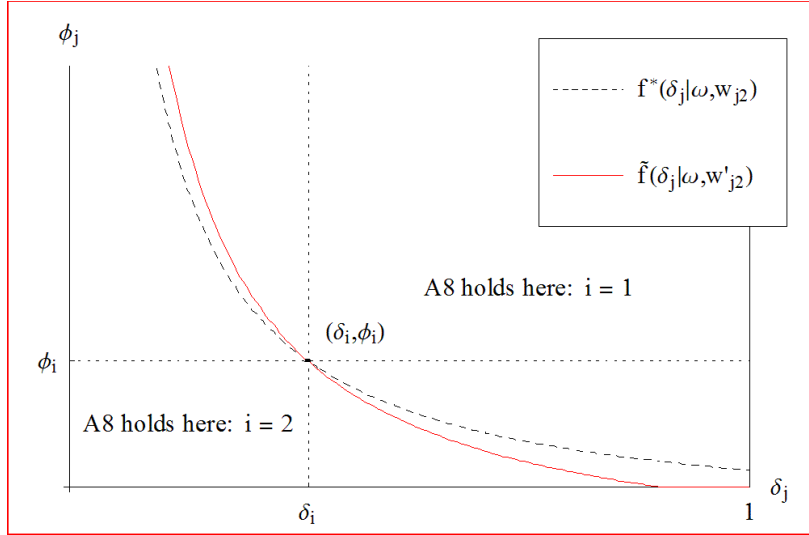 ϕj
f*(δj|ω,wj2)
f̃(δj|ω,w'j2)
A8 holds here: i = 1
(δi,ϕi)
ϕi
A8 holds here: i = 2
δj
δi
1